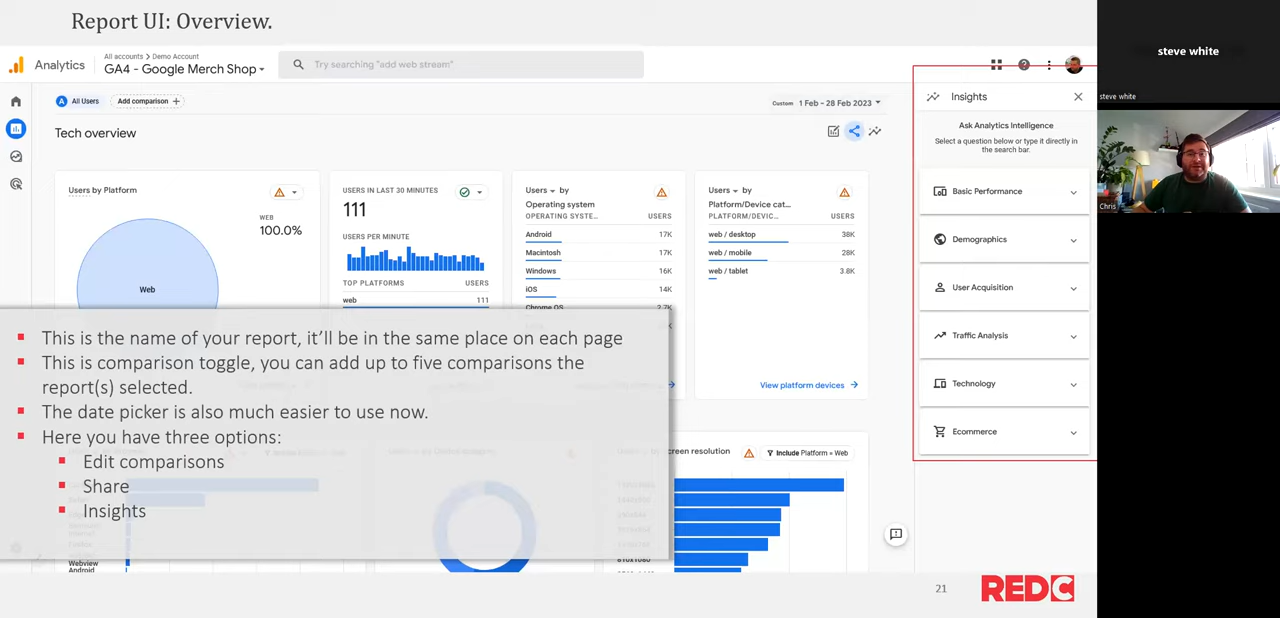 Report UI: Overview.
Analytics
All accounts > Demo Account
GA4 - Google Merch Shop
Try searching "add web stream"
A All Users
Add comparison +
Custom 1 Feb - 28 Feb 2023
Tech overview
Users by Platform
WEB
100.0%
Web
USERS IN LAST 30 MINUTES
111
USERS PER MINUTE
TOP PLATFORMS USERS
web 111
Users by
Operating system
OPERATING SYSTE... USERS
Android 17K
Macintosh 17K
Windows 16K
iOS 14K
Chrome OS 2.7K
Users by
Platform/Device cat...
PLATFORM/DEVIC... USERS
web / desktop 38K
web / mobile 28K
web / tablet 3.8K
View platform devices
Insights
Ask Analytics Intelligence
Select a question below or type it directly in
the search bar.
Basic Performance
Demographics
User Acquisition
Traffic Analysis
Technology
Ecommerce
This is the name of your report, it'll be in the same place on each page
This is comparison toggle, you can add up to five comparisons the
report(s) selected.
The date picker is also much easier to use now.
Here you have three options:
Edit comparisons
Share
Insights
screen resolution
Include Platform = Web
Webview
Android
21
REDC
steve white
steve white
Chris